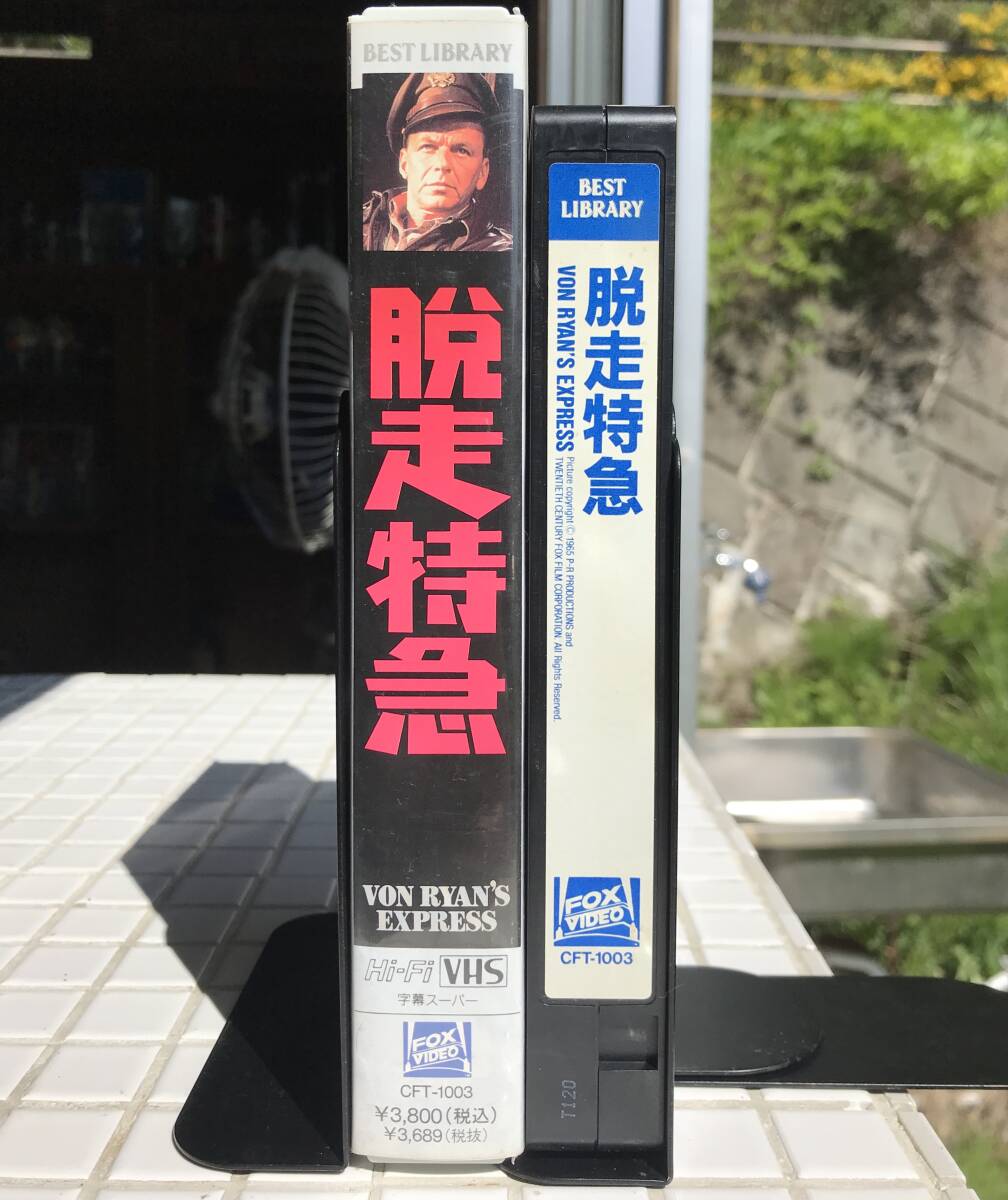 BEST LIBRARY
脱走特急
VON RYAN'S
EXPRESS
Hi-Fi VHS
字幕スーパー
FOX
VIDEO
CFT-1003
¥3,800(税込)
¥3,689(税抜)
BEST
LIBRARY
脱走特急
VON RYAN'S EXPRESS
Picture copyright © 1965 P-R PRODUCTIONS and
TWENTIETH CENTURY FOX FILM CORPORATION. All Rights Reserved.
FOX
VIDEO
CFT-1003
T120